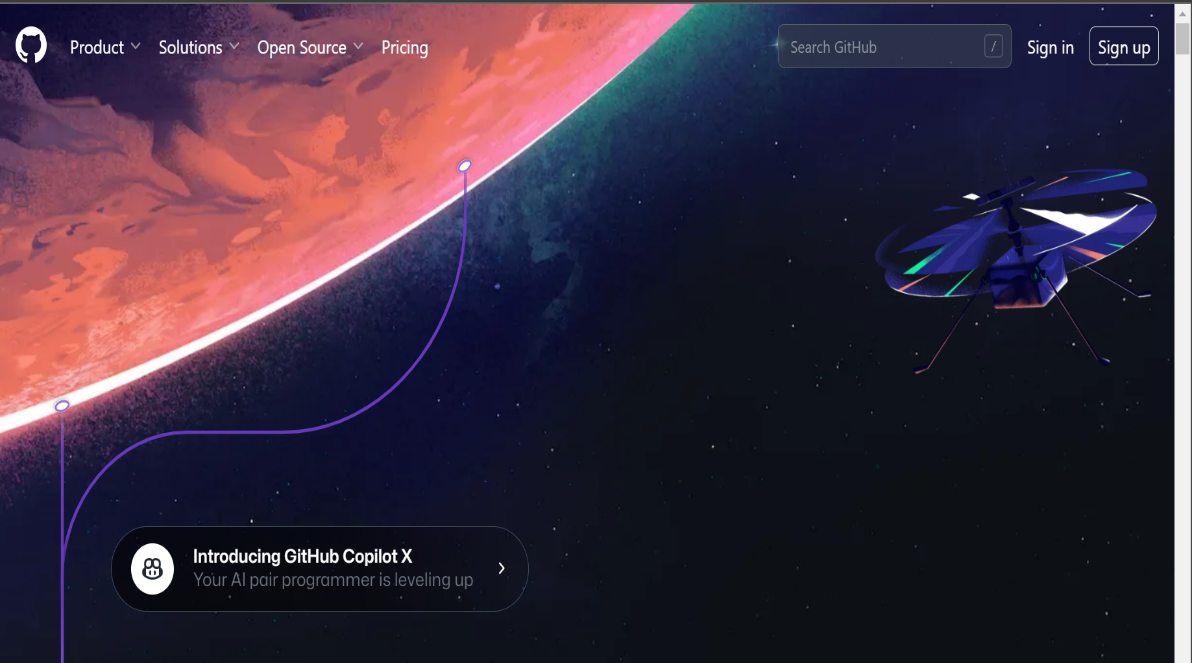 Product
Solutions
Open Source
Pricing
Search GitHub
/
Sign in
Sign up
Introducing GitHub Copilot X
Your AI pair programmer is leveling up